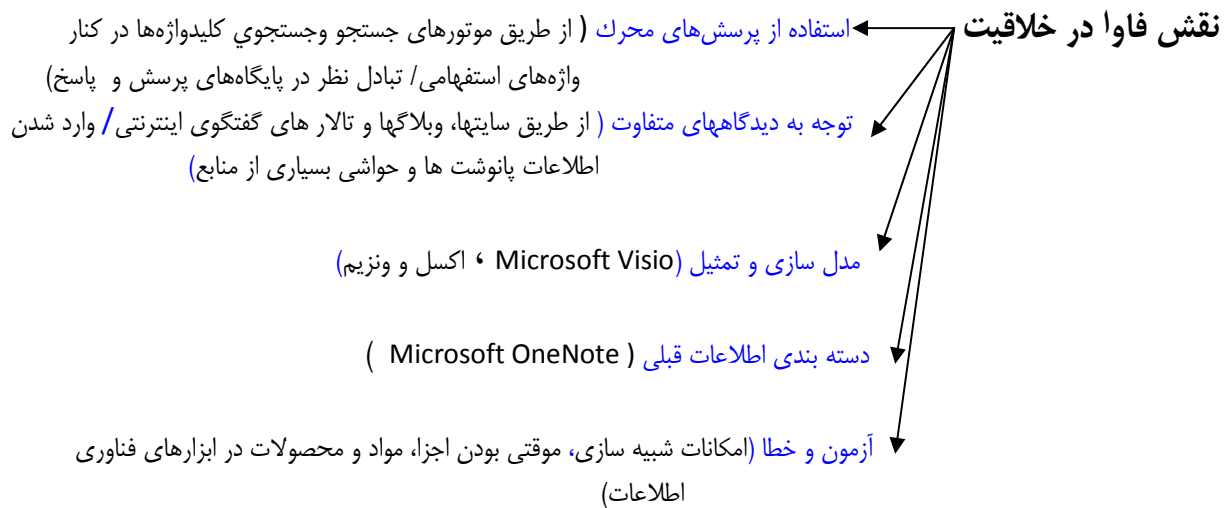 نقش فاوا در خلاقیت
استفاده از پرسش‌های محرك ( از طریق موتورهای جستجو وجستجوي کلیدواژه‌ها در کنار
واژه‌های استفهامی/ تبادل نظر در پایگاه‌های پرسش و پاسخ)
توجه به دیدگاههای متفاوت ( از طریق سایتها، وبلاگها و تالار های گفتگوی اینترنتی/ وارد شدن
اطلاعات پانوشت ها و حواشی بسیاری از منابع)
مدل سازی و تمثیل (Microsoft Visio ، اکسل و ونزیم)
دسته بندی اطلاعات قبلی ( Microsoft OneNote )
آزمون و خطا (امکانات شبیه سازی، موقتی بودن اجزا، مواد و محصولات در ابزارهای فناوری
اطلاعات)